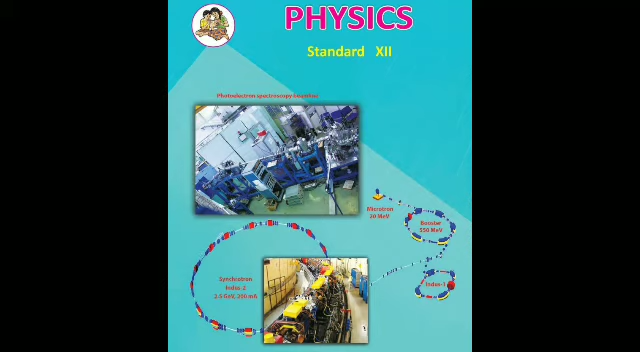 PHYSICS
Standard XII
Photoelectron spectroscopy beamline
Microtron
20 MeV
Booster
550 MeV
Synchrotron
Indus-2
2.5 GeV, 200 mA
Indus-1